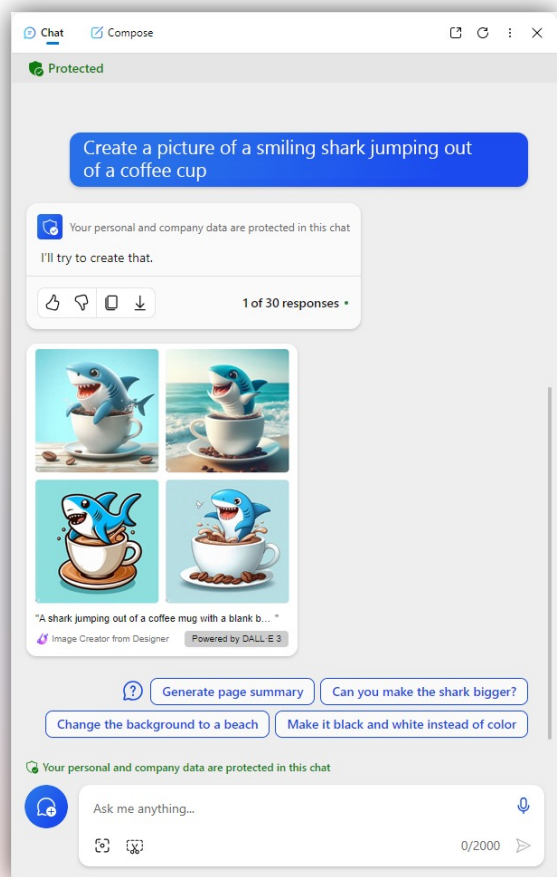 Chat Compose
Protected
Create a picture of a smiling shark jumping out
of a coffee cup
Your personal and company data are protected in this chat
I'll try to create that.
1 of 30 responses
"A shark jumping out of a coffee mug with a blank b... "
Image Creator from Designer Powered by DALL·E 3
Generate page summary Can you make the shark bigger?
Change the background to a beach Make it black and white instead of color
Your personal and company data are protected in this chat
Ask me anything...
0/2000